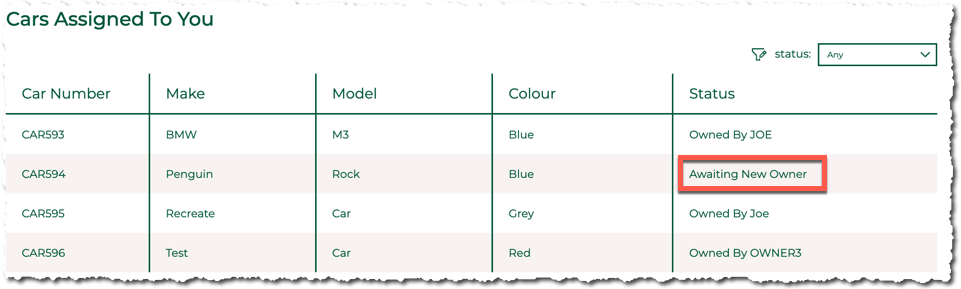 Cars Assigned To You
status: Any
Car Number Make Model Colour Status
CAR593 BMW M3 Blue Owned By JOE
CAR594 Penguin Rock Blue Awaiting New Owner
CAR595 Recreate Car Grey Owned By Joe
CAR596 Test Car Red Owned By OWNER3